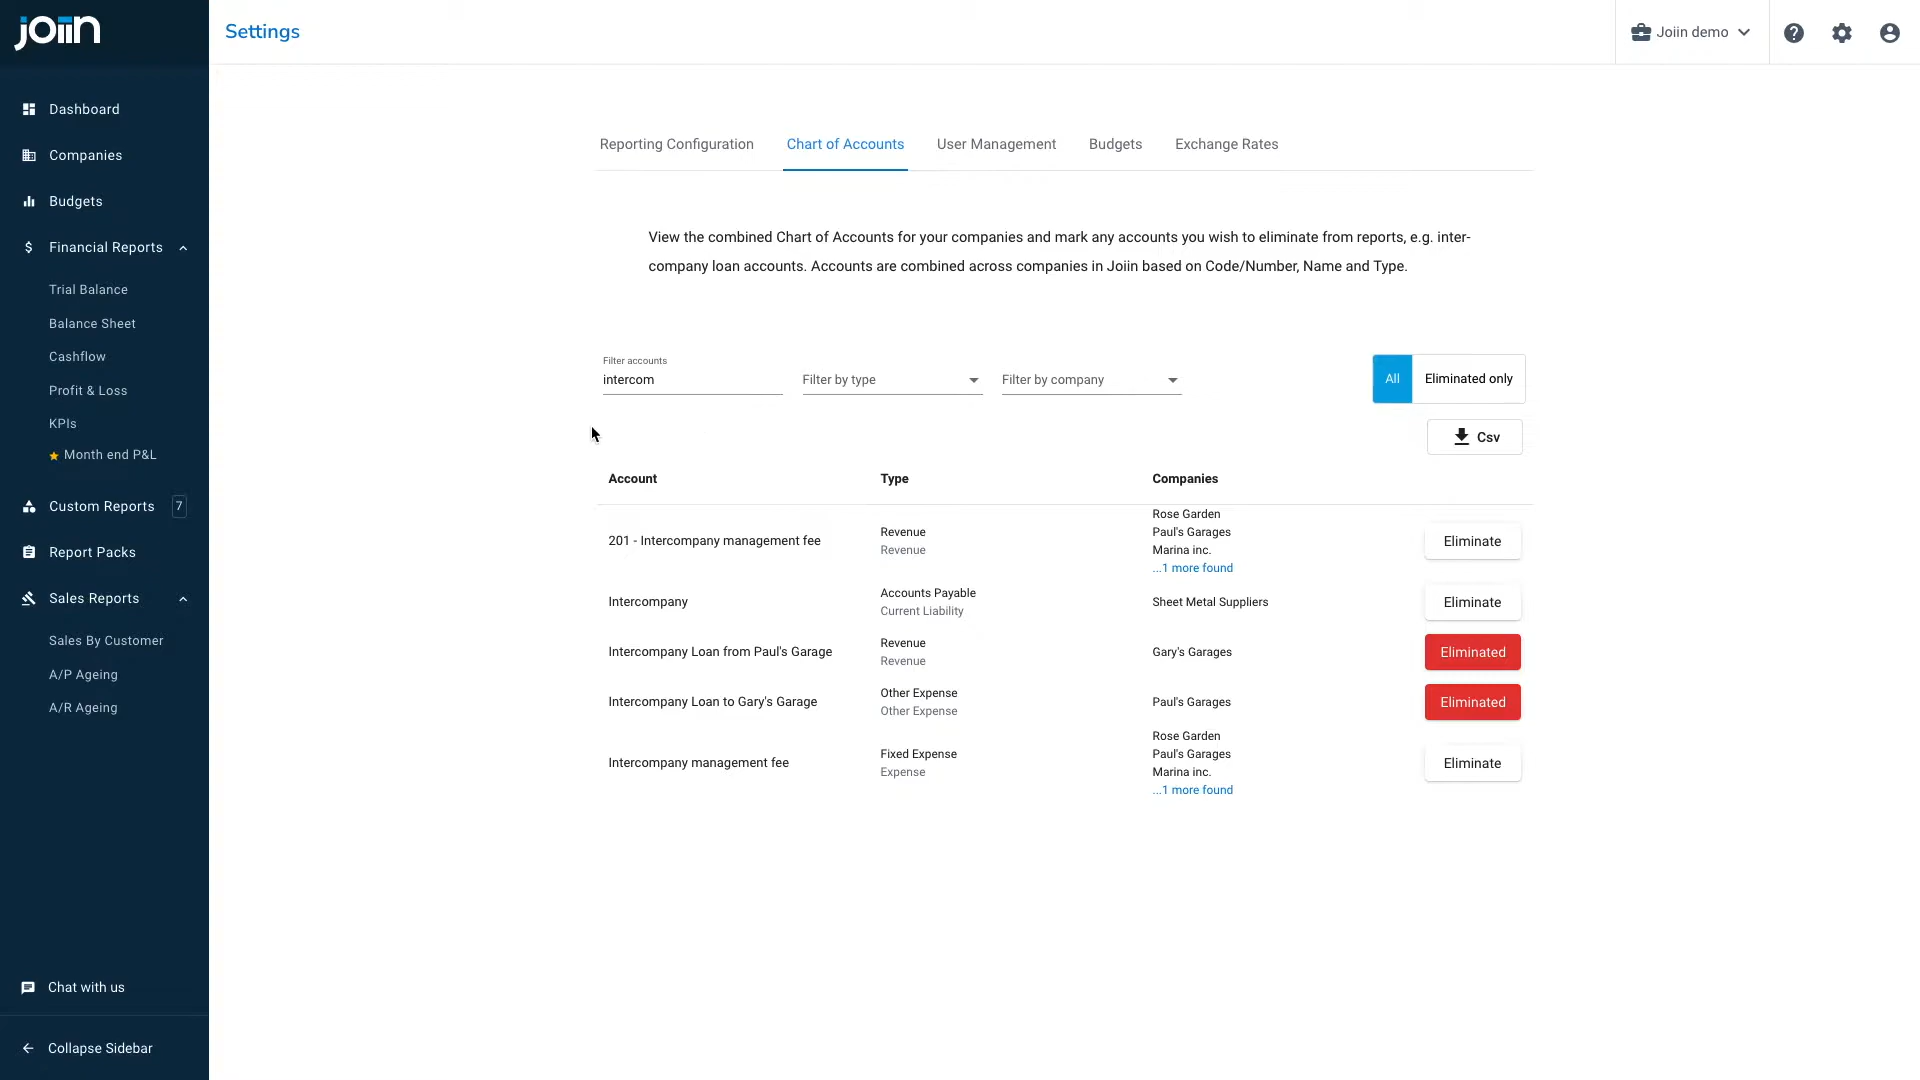 joiin
Settings
Joiin demo
Dashboard
Companies
Budgets
Financial Reports
Trial Balance
Balance Sheet
Cashflow
Profit & Loss
KPIs
Month end P&L
Custom Reports 7
Report Packs
Sales Reports
Sales By Customer
A/P Ageing
A/R Ageing
Chat with us
Collapse Sidebar
Reporting Configuration Chart of Accounts User Management Budgets Exchange Rates
View the combined Chart of Accounts for your companies and mark any accounts you wish to eliminate from reports, e.g. inter-
company loan accounts. Accounts are combined across companies in Joiin based on Code/Number, Name and Type.
Filter accounts
intercom Filter by type Filter by company All Eliminated only
Csv
Account Type Companies
201 - Intercompany management fee
Revenue
Revenue
Rose Garden
Paul's Garages
Marina inc.
...1 more found
Eliminate
Intercompany
Accounts Payable
Current Liability
Sheet Metal Suppliers
Eliminate
Intercompany Loan from Paul's Garage
Revenue
Revenue
Gary's Garages
Eliminated
Intercompany Loan to Gary's Garage
Other Expense
Other Expense
Paul's Garages
Eliminated
Intercompany management fee
Fixed Expense
Expense
Rose Garden
Paul's Garages
Marina inc.
...1 more found
Eliminate